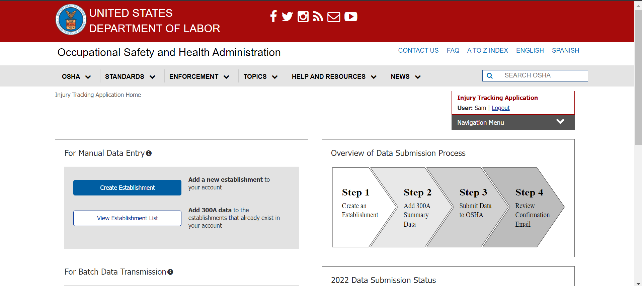 UNITED STATES
DEPARTMENT OF LABOR
Occupational Safety and Health Administration
CONTACT US FAQ A TO Z INDEX ENGLISH SPANISH
OSHA STANDARDS ENFORCEMENT TOPICS HELP AND RESOURCES NEWS SEARCH OSHA
Injury Tracking Application Home
Injury Tracking Application
User: Sain Logout
Navigation Menu
For Manual Data Entry
Create Establishment
Add a new establishment to
your account
View Establishment List
Add 300A data to the
establishments that already exist in
your account
For Batch Data Transmission
Overview of Data Submission Process
Step 1
Create an
Establishment
Step 2
Add 300A
Summary
Data
Step 3
Submit Data
to OSHA
Step 4
Review
Confirmation
Email
2022 Data Submission Status